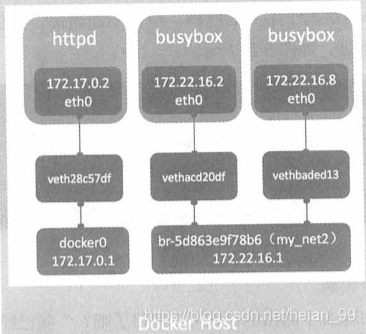 httpd
busybox
busybox
172.17.0.2
eth0
172.22.16.2
eth0
172.22.16.8
eth0
veth28c57df
vethacd20df
vethbaded13
docker0
172.17.0.1
br-5d863e9f78b6（my_net2）
172.22.16.1
https://blog.csdn.net/heian_99
Docker Host